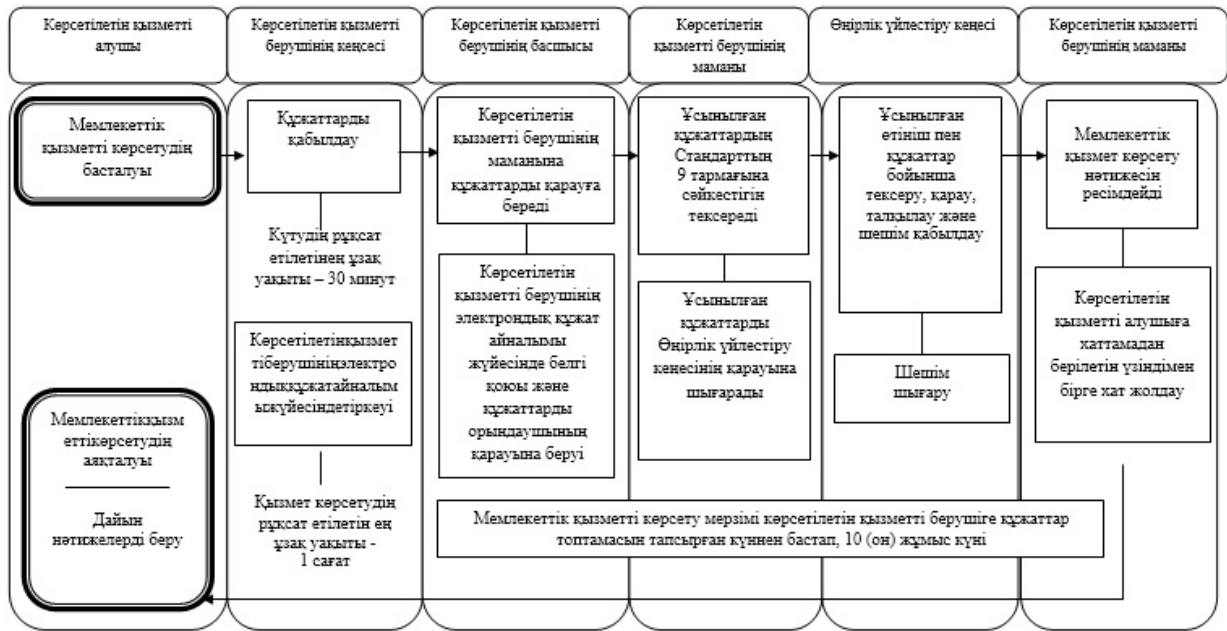 Көрсетілетін қызметті
алушы
Көрсетілетін қызметті
берушінің кеңсесі
Көрсетілетін қызметті
берушінің басшысы
Көрсетілетін
қызметті берушінің
маманы
Өңірлік үйлестіру кеңесі
Көрсетілетін қызметті
берушінің маманы
Мемлекеттік
қызметті көрсетудің
басталуы
Мемлекеттікқызм
еттікөрсетудің
аяқталуы
Дайын
нәтижелерді беру
Құжаттарды
қабылдау
Күтудің рұқсат
етілетінең ұзақ
уақыты – 30 минут
Көрсетілетінқызмет
тіберушініңэлектр
ондыққұжатайналым
ыжүйесіндетіркеуі
Қызмет көрсетудің
рұқсат етілетін ең
ұзақ уақыты -
1 сағат
Көрсетілетін
қызметті берушінің
маманына
құжаттарды қарауға
береді
Көрсетілетін
қызметті берушінің
электрондық құжат
айналымы
жүйесінде белгі
қоюы және
құжаттарды
орындаушының
қарауына беруі
Ұсынылған
құжаттардың
Стандарттың
9 тармағына
сәйкестігін
тексереді
Ұсынылған
құжаттарды
Өңірлік үйлестіру
кеңесінің қарауына
шығарады
Ұсынылған
өтініш пен
құжаттар
бойынша
тексеру, қарау,
талқылау және
шешім қабылдау
Шешім
шығару
Мемлекеттік
қызмет көрсету
нәтижесін
ресімдейді
Көрсетілетін
қызметті алушыға
хаттамадан
берілетін үзіндімен
бірге хат жолдау
Мемлекеттік қызметті көрсету мерзімі көрсетілетін қызметті берушіге құжаттар
топтамасын тапсырған күннен бастап, 10 (он) жұмыс күні